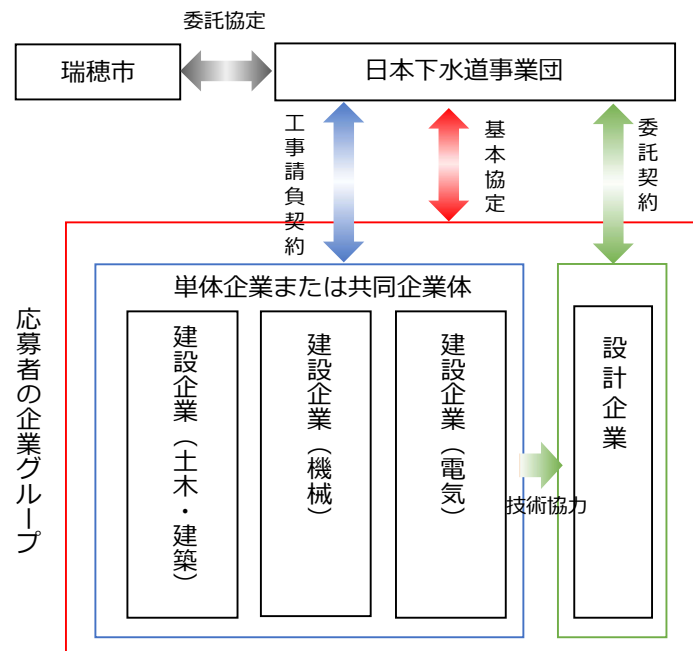 委託協定
瑞穂市
日本下水道事業団
工事請負契約
基本協定
委託契約
応募者の企業グループ
単体企業または共同企業体
建設企業（土木・建築）
建設企業（機械）
建設企業（電気）
設計企業
技術協力